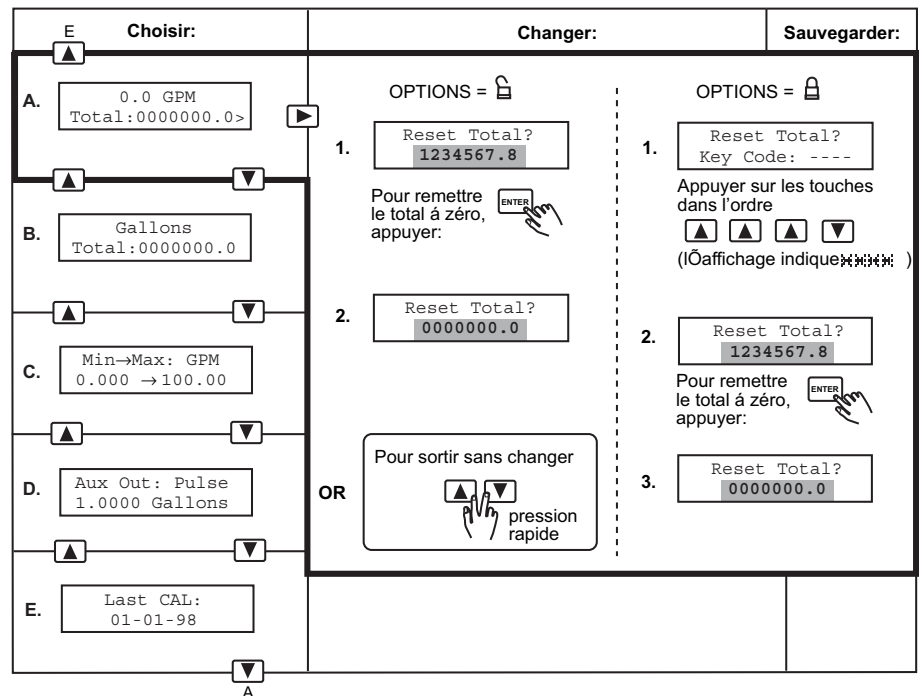 E
Choisir:
Changer:
Sauvegarder:
A.
0.0 GPM
Total:0000000.0>
B.
Gallons
Total:0000000.0
C.
Min→Max: GPM
0.000 →100.00
D.
Aux Out: Pulse
1.0000 Gallons
E.
Last CAL:
01-01-98
A
OPTIONS =
1.
Reset Total?
1234567.8
Pour remettre
le total á zéro,
appuyer:
ENTER
2.
Reset Total?
0000000.0
OR
Pour sortir sans changer
pression
rapide
OPTIONS =
1.
Reset Total?
Key Code: ----
Appuyer sur les touches
dans l’ordre
(lÕaffichage indique )
2.
Reset Total?
1234567.8
Pour remettre
le total á zéro,
appuyer:
ENTER
3.
Reset Total?
0000000.0